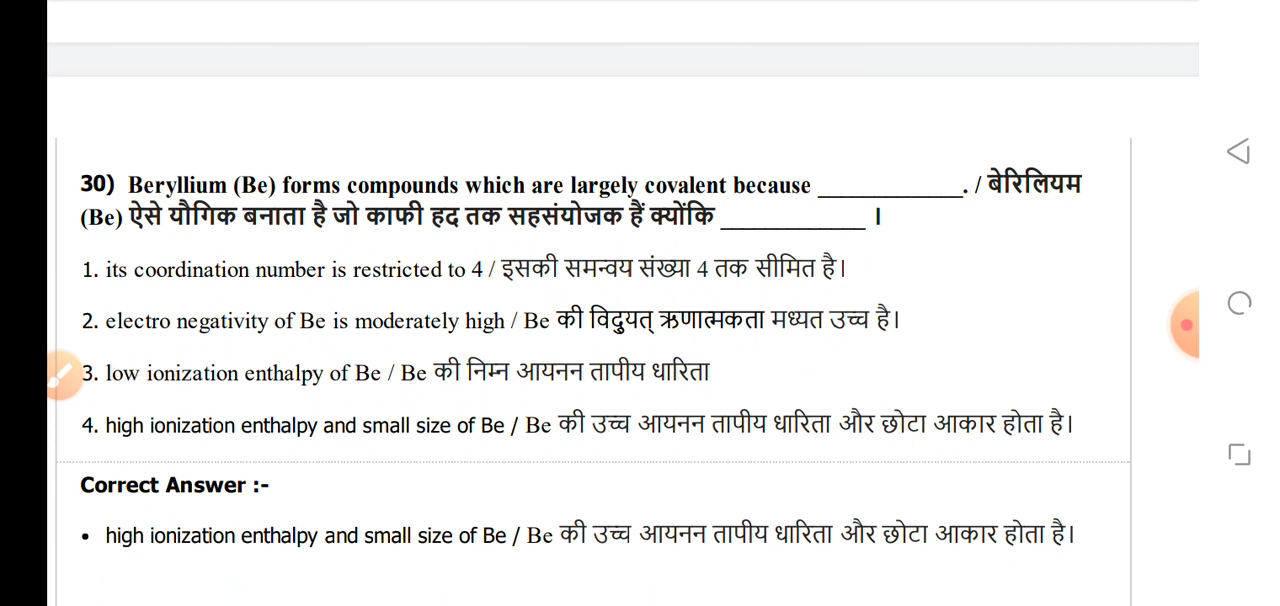 30) Beryllium (Be) forms compounds which are largely covalent because ____________. / बेरिलियम
(Be) ऐसे यौगिक बनाता है जो काफी हद तक सहसंयोजक हैं क्योंकि ____________ ।
1. its coordination number is restricted to 4 / इसकी समन्वय संख्या 4 तक सीमित है।
2. electro negativity of Be is moderately high / Be की विदुयत् ऋणात्मकता मध्यत उच्च है।
3. low ionization enthalpy of Be / Be की निम्न आयनन तापीय धारिता
4. high ionization enthalpy and small size of Be / Be की उच्च आयनन तापीय धारिता और छोटा आकार होता है।
Correct Answer :-
• high ionization enthalpy and small size of Be / Be की उच्च आयनन तापीय धारिता और छोटा आकार होता है।